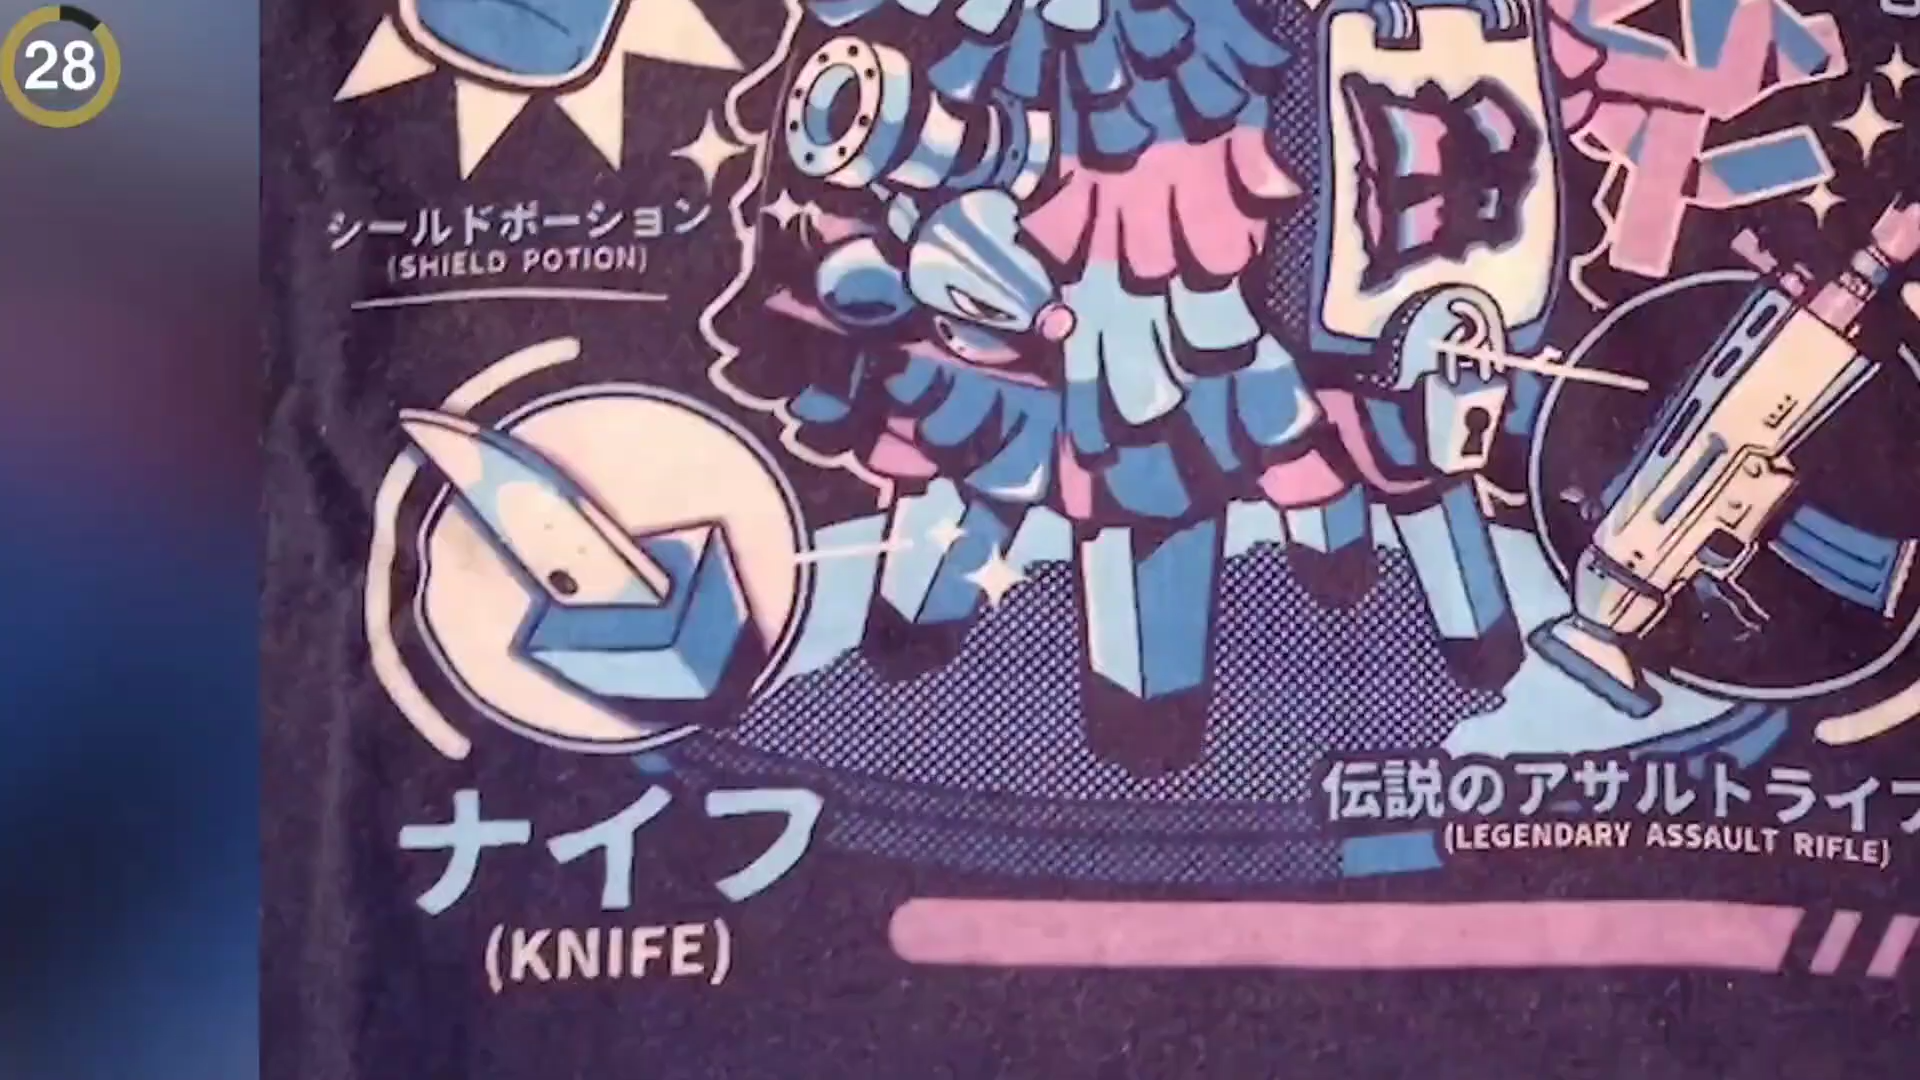 28
シールドポーション
(SHIELD POTION)
ナイフ
(KNIFE)
伝説のアサルトライフ
(LEGENDARY ASSAULT RIFLE)